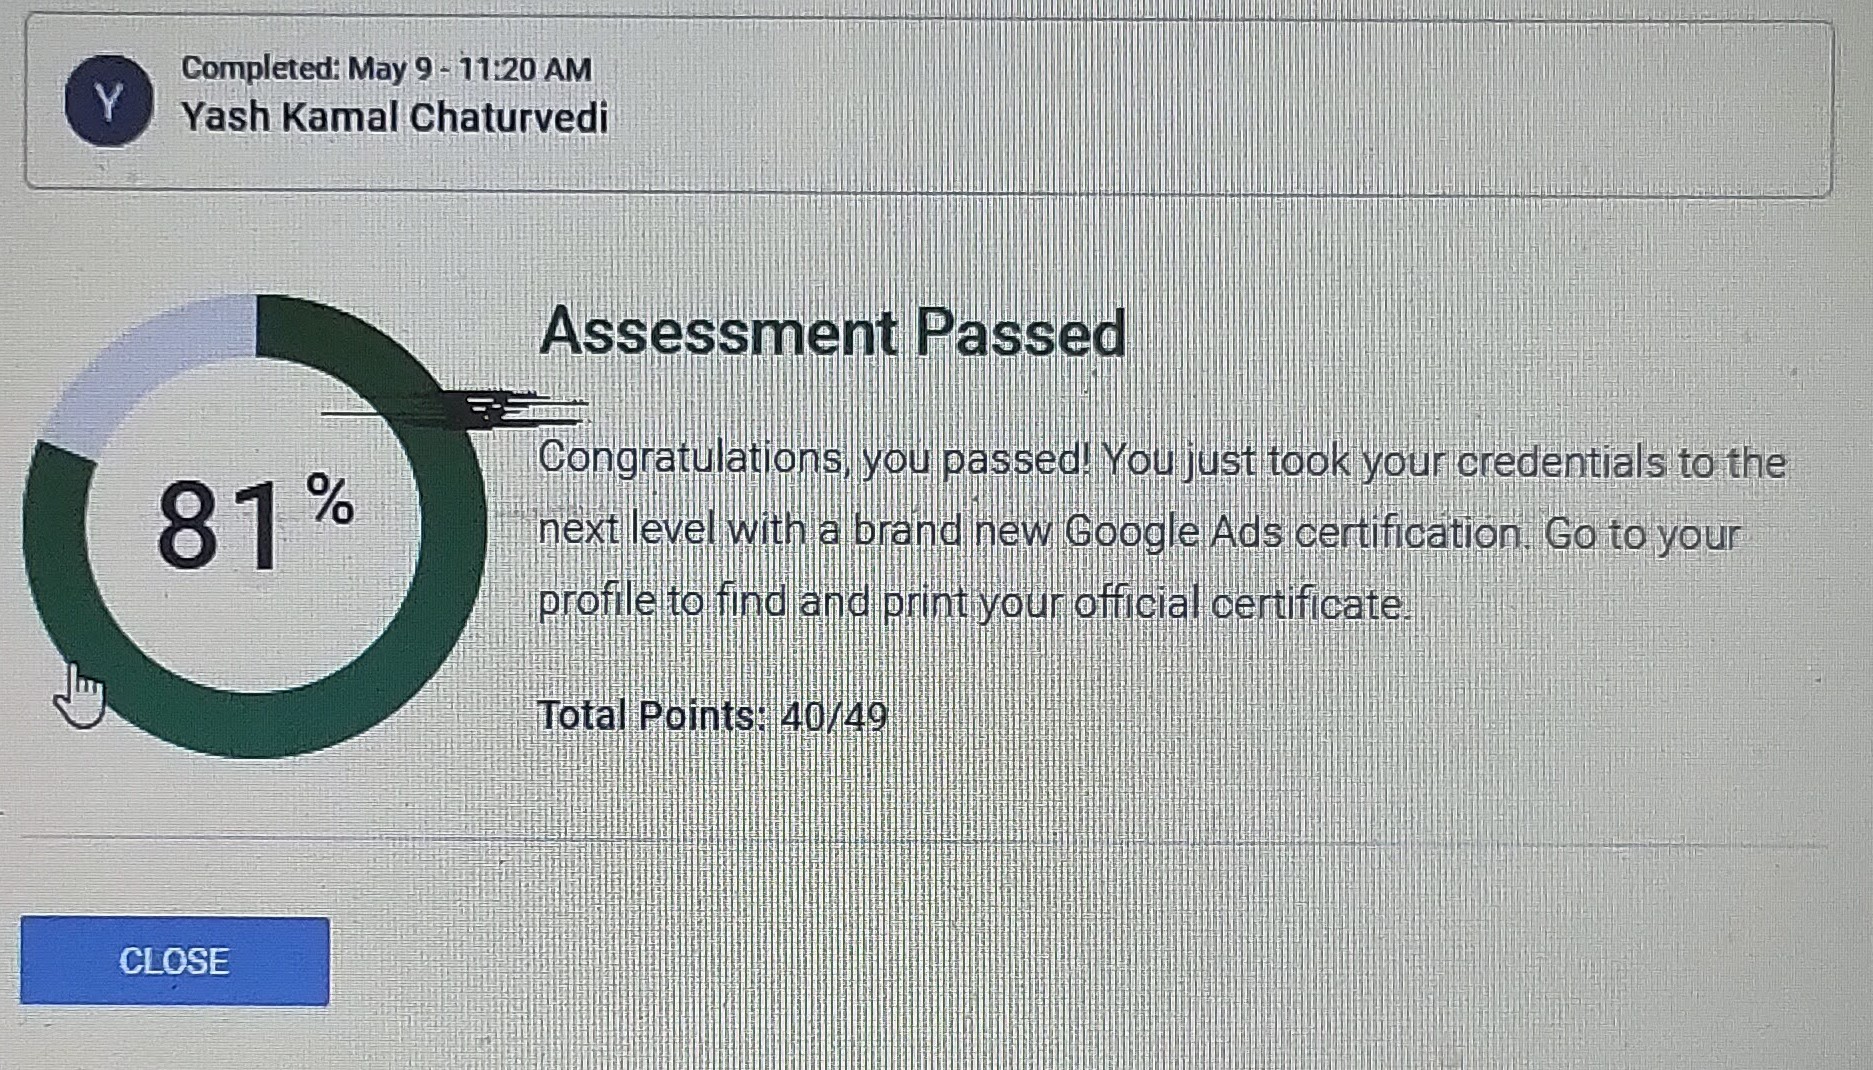 Y
Completed: May 9 - 11:20 AM
Yash Kamal Chaturvedi
Assessment Passed
81%
Congratulations, you passed! You just took your credentials to the
next level with a brand new Google Ads certification. Go to your
profile to find and print your official certificate.
Total Points: 40/49
CLOSE